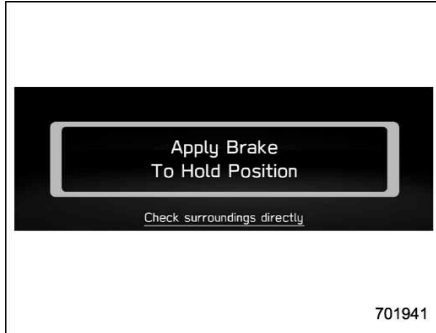 Apply Brake
To Hold Position
Check surroundings directly
701941